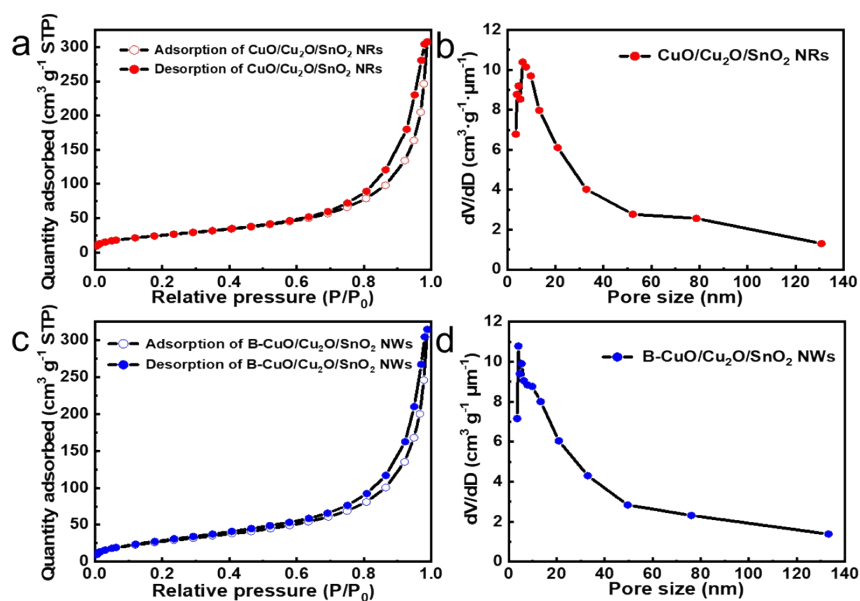 a
Quantity adsorbed (cm³ g⁻¹ STP)
300
250
200
150
100
50
0
Adsorption of CuO/Cu₂O/SnO₂ NRs
Desorption of CuO/Cu₂O/SnO₂ NRs
0.0 0.2 0.4 0.6 0.8 1.0
Relative pressure (P/P₀)
b
dV/dD (cm³·g⁻¹·μm⁻¹)
12
10
8
6
4
2
0
CuO/Cu₂O/SnO₂ NRs
0 20 40 60 80 100 120 140
Pore size (nm)
c
Quantity adsorbed (cm³ g⁻¹ STP)
300
250
200
150
100
50
0
Adsorption of B-CuO/Cu₂O/SnO₂ NWs
Desorption of B-CuO/Cu₂O/SnO₂ NWs
0.0 0.2 0.4 0.6 0.8 1.0
Relative pressure (P/P₀)
d
dV/dD (cm³ g⁻¹ μm⁻¹)
12
10
8
6
4
2
0
B-CuO/Cu₂O/SnO₂ NWs
0 20 40 60 80 100 120 140
Pore size (nm)